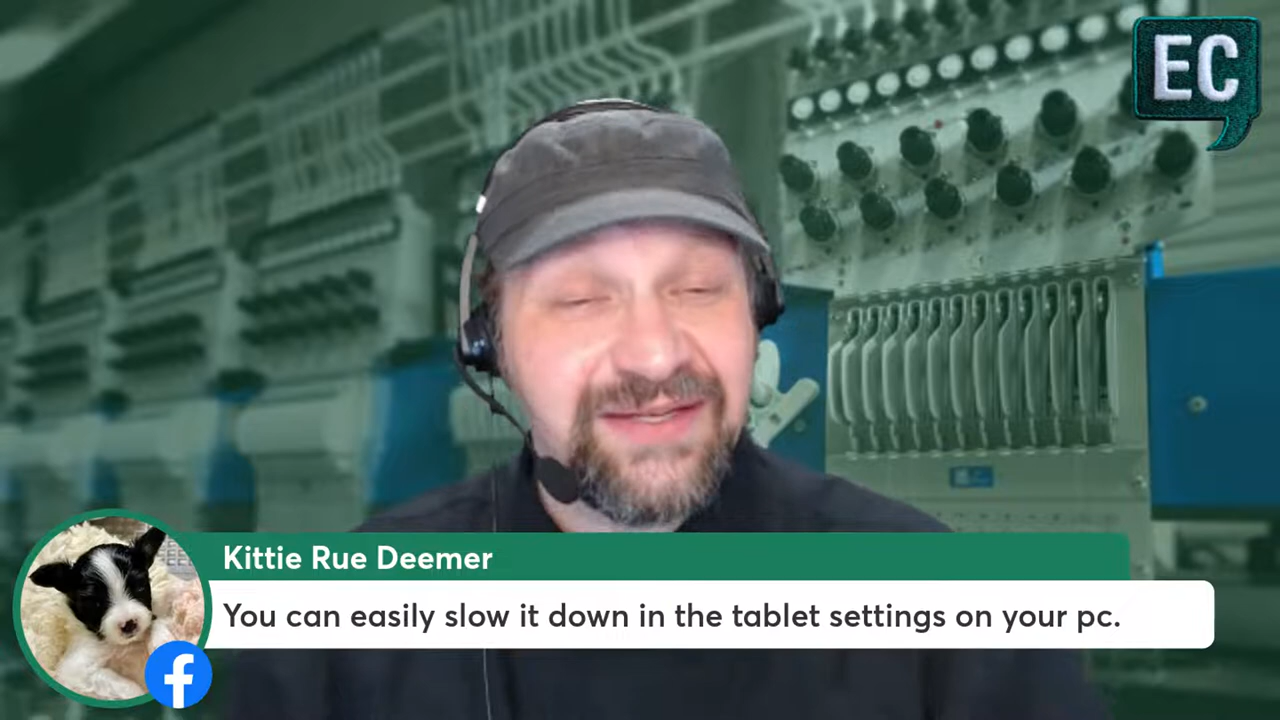 EC
Kittie Rue Deemer
You can easily slow it down in the tablet settings on your pc.